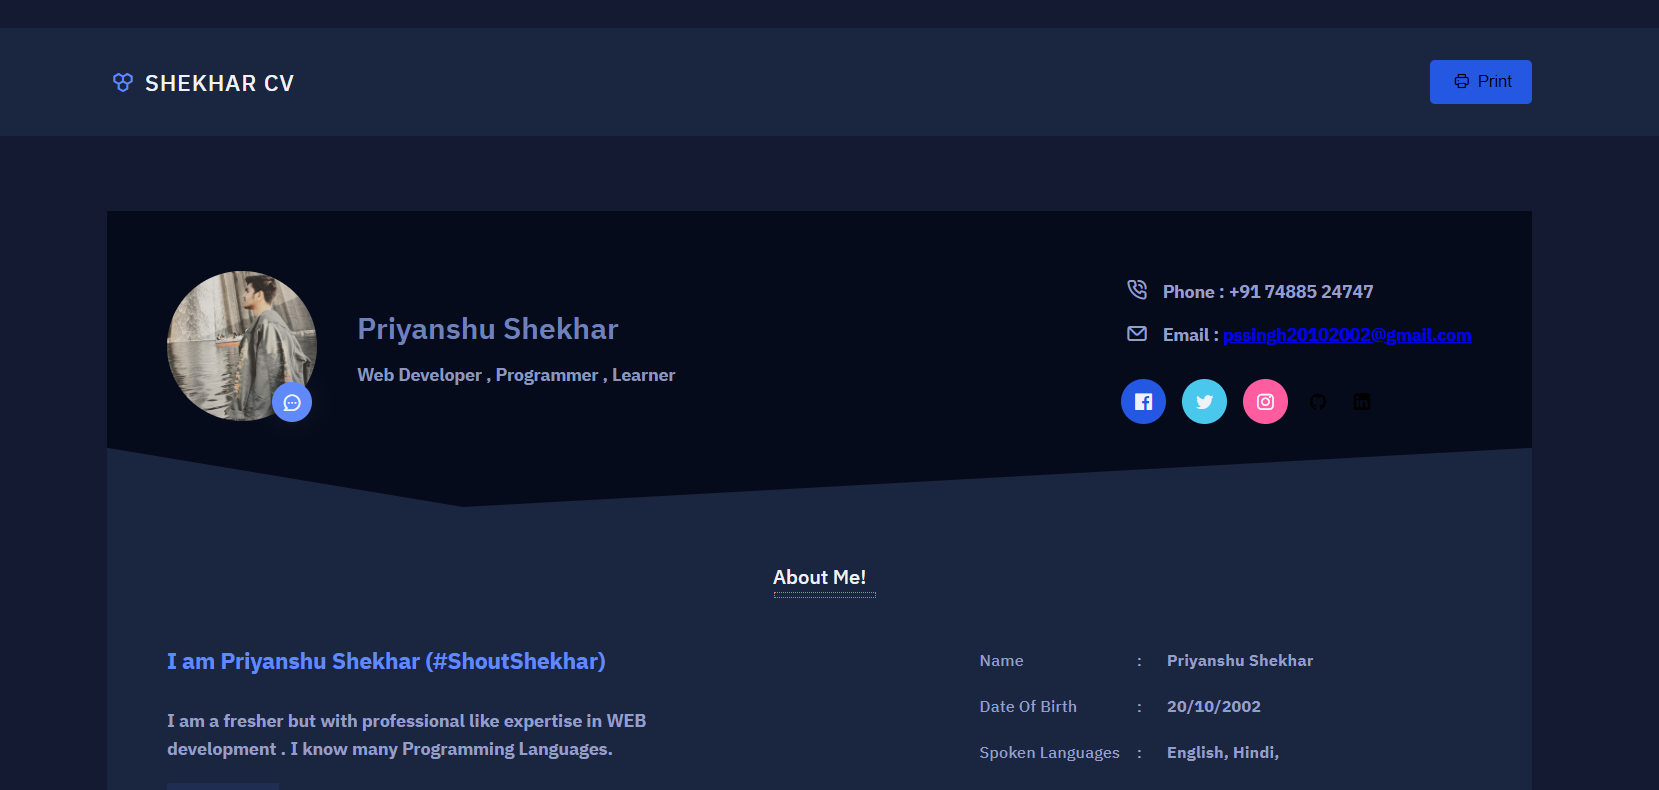 SHEKHAR CV
Print
Priyanshu Shekhar
Web Developer , Programmer , Learner
Phone : +91 74885 24747
Email : pssingh20102002@gmail.com
About Me!
I am Priyanshu Shekhar (#ShoutShekhar)
I am a fresher but with professional like expertise in WEB
development . I know many Programming Languages.
Name : Priyanshu Shekhar
Date Of Birth : 20/10/2002
Spoken Languages : English, Hindi,